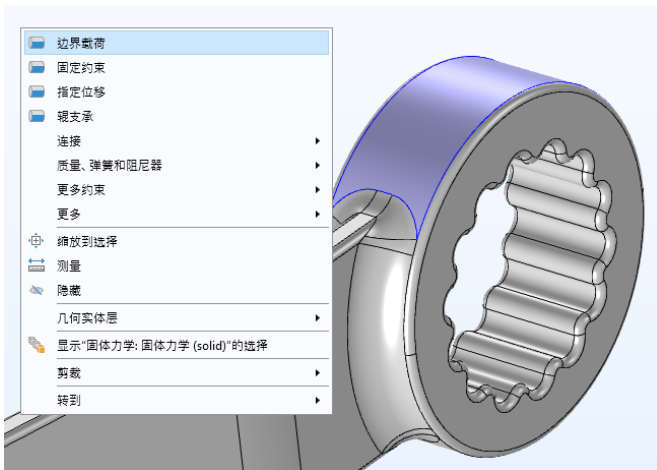 边界载荷
固定约束
指定位移
辊支承
连接
质量、弹簧和阻尼器
更多约束
更多
缩放到选择
测量
隐藏
几何实体层
显示"固体力学: 固体力学 (solid)"的选择
剪裁
转到